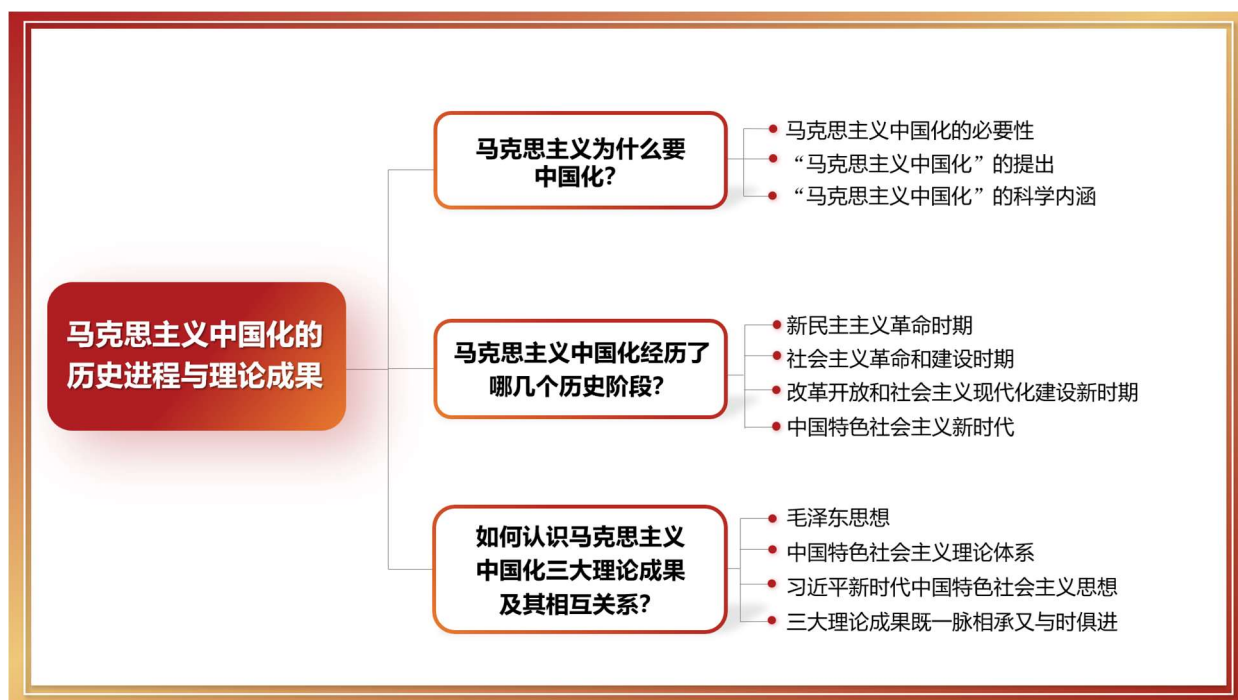 马克思主义中国化的
历史进程与理论成果
马克思主义为什么要
中国化？
马克思主义中国化的必要性
“马克思主义中国化”的提出
“马克思主义中国化”的科学内涵
马克思主义中国化经历了
哪几个历史阶段？
新民主主义革命时期
社会主义革命和建设时期
改革开放和社会主义现代化建设新时期
中国特色社会主义新时代
如何认识马克思主义
中国化三大理论成果
及其相互关系？
毛泽东思想
中国特色社会主义理论体系
习近平新时代中国特色社会主义思想
三大理论成果既一脉相承又与时俱进